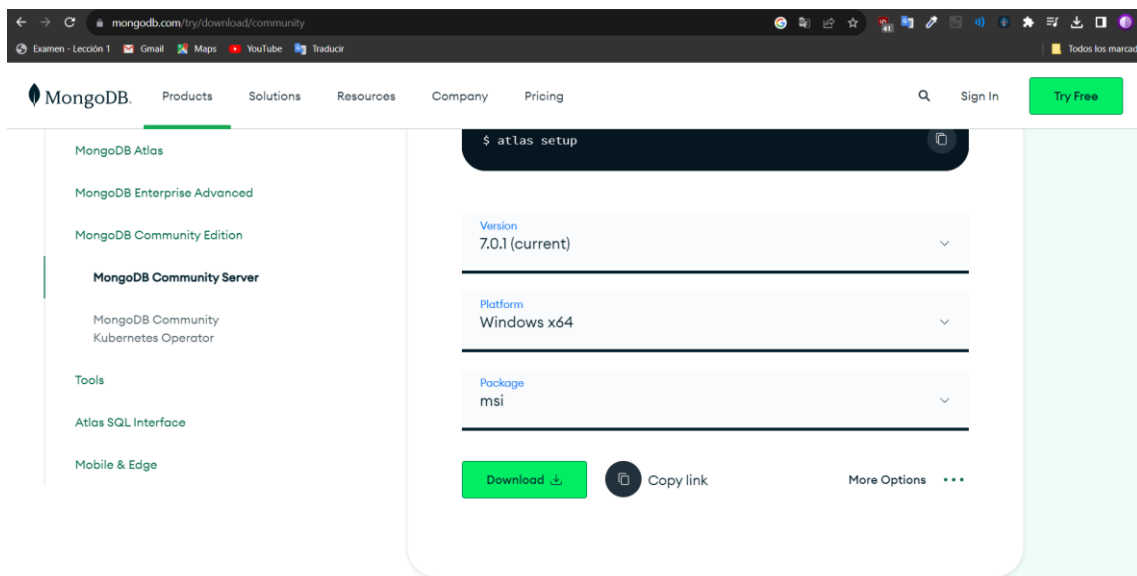 mongodb.com/try/download/community
41
Examen - Lección 1 Gmail Maps YouTube Traducir Todos los marcad
MongoDB. Products Solutions Resources Company Pricing Sign In Try Free
MongoDB Atlas
MongoDB Enterprise Advanced
MongoDB Community Edition
MongoDB Community Server
MongoDB Community
Kubernetes Operator
Tools
Atlas SQL Interface
Mobile & Edge
$ atlas setup
Version
7.0.1 (current)
Platform
Windows x64
Package
msi
Download Copy link More Options